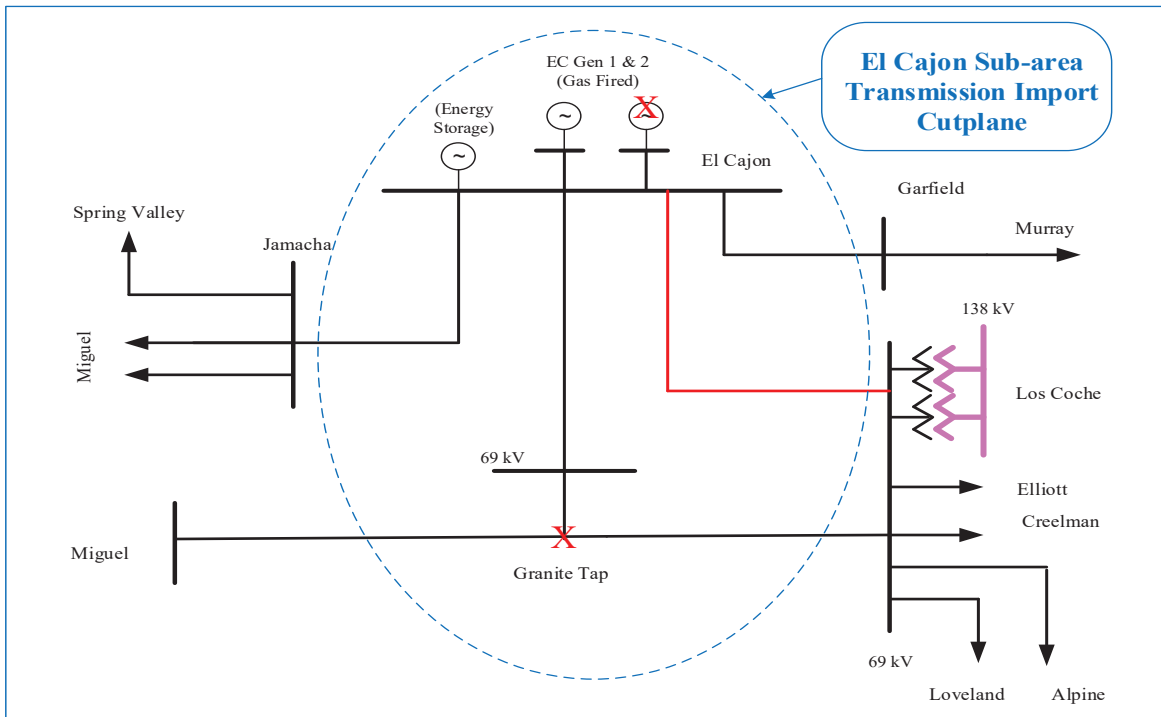 El Cajon Sub-area
Transmission Import
Cutplane
EC Gen 1 & 2
(Gas Fired)
(Energy
Storage)
X
~
~
~
El Cajon
Garfield
Spring Valley
Jamacha
Murray
138 kV
Miguel
Los Coche
69 kV
Elliott
Creelman
X
Miguel
Granite Tap
69 kV
Loveland
Alpine